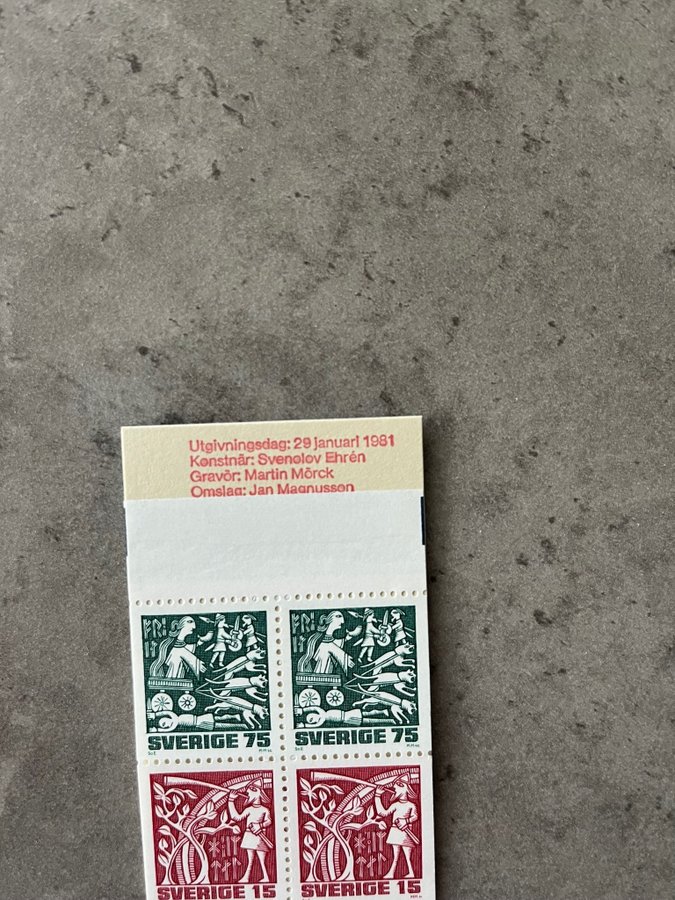 Utgivningsdag: 29 januari 1981
Konstnär: Svenolov Ehrén
Gravör: Martin Mörck
Omslag: Jan Magnusson
SVERIGE 75
SVERIGE 75
SVERIGE 15
SVERIGE 15